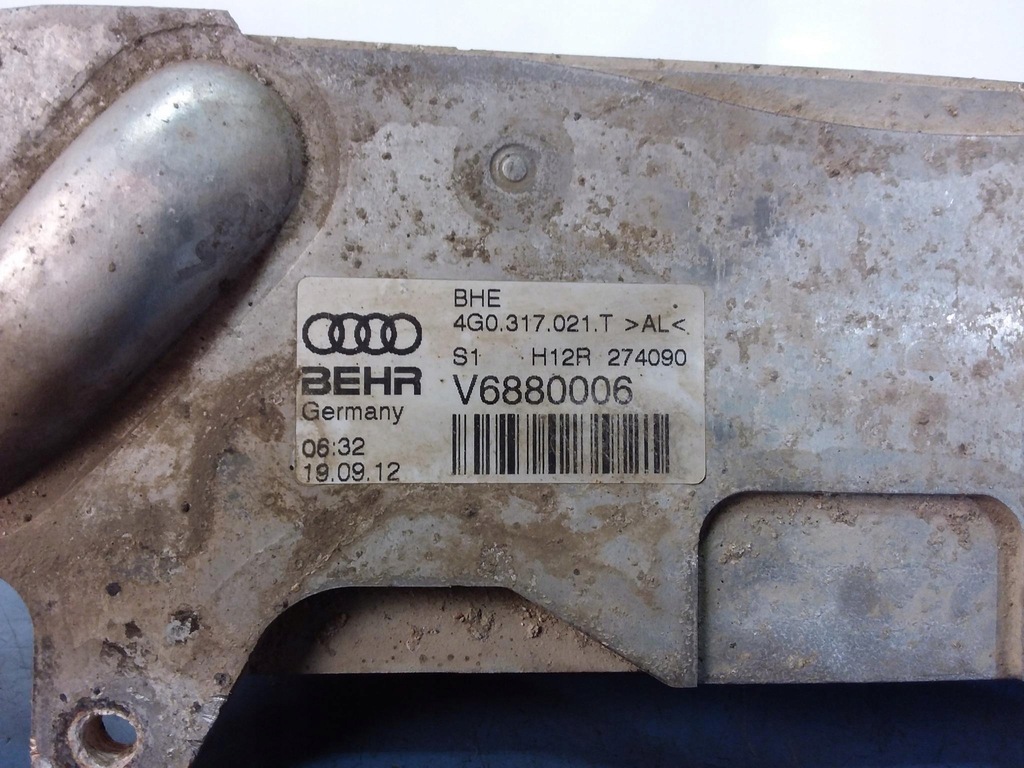 BHE
4G0.317.021.T >AL<
S1 H12R 274090
BEHR V6880006
Germany
06:32
19.09.12